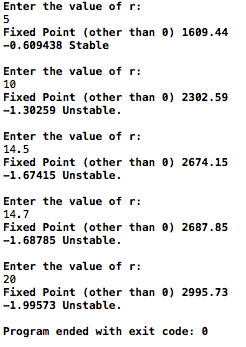 Enter the value of r:
5
Fixed Point (other than 0) 1609.44
-0.609438 Stable
Enter the value of r:
10
Fixed Point (other than 0) 2302.59
-1.30259 Unstable.
Enter the value of r:
14.5
Fixed Point (other than 0) 2674.15
-1.67415 Unstable.
Enter the value of r:
14.7
Fixed Point (other than 0) 2687.85
-1.68785 Unstable.
Enter the value of r:
20
Fixed Point (other than 0) 2995.73
-1.99573 Unstable.
Program ended with exit code: 0